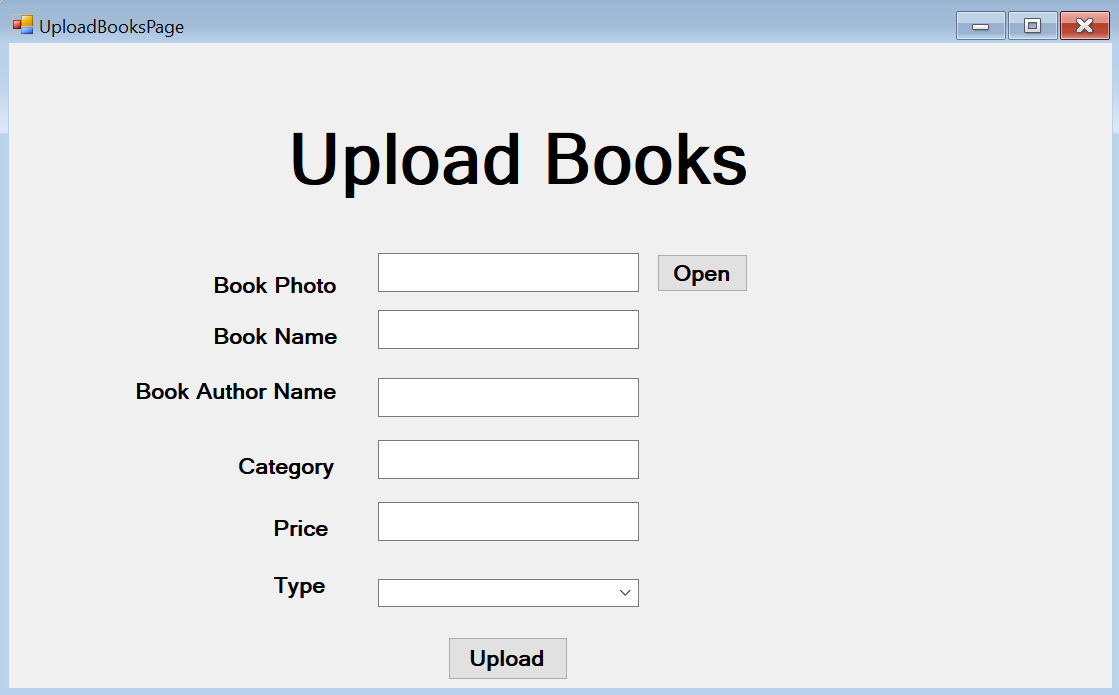 UploadBooksPage
Upload Books
Book Photo
Open
Book Name
Book Author Name
Category
Price
Type
Upload